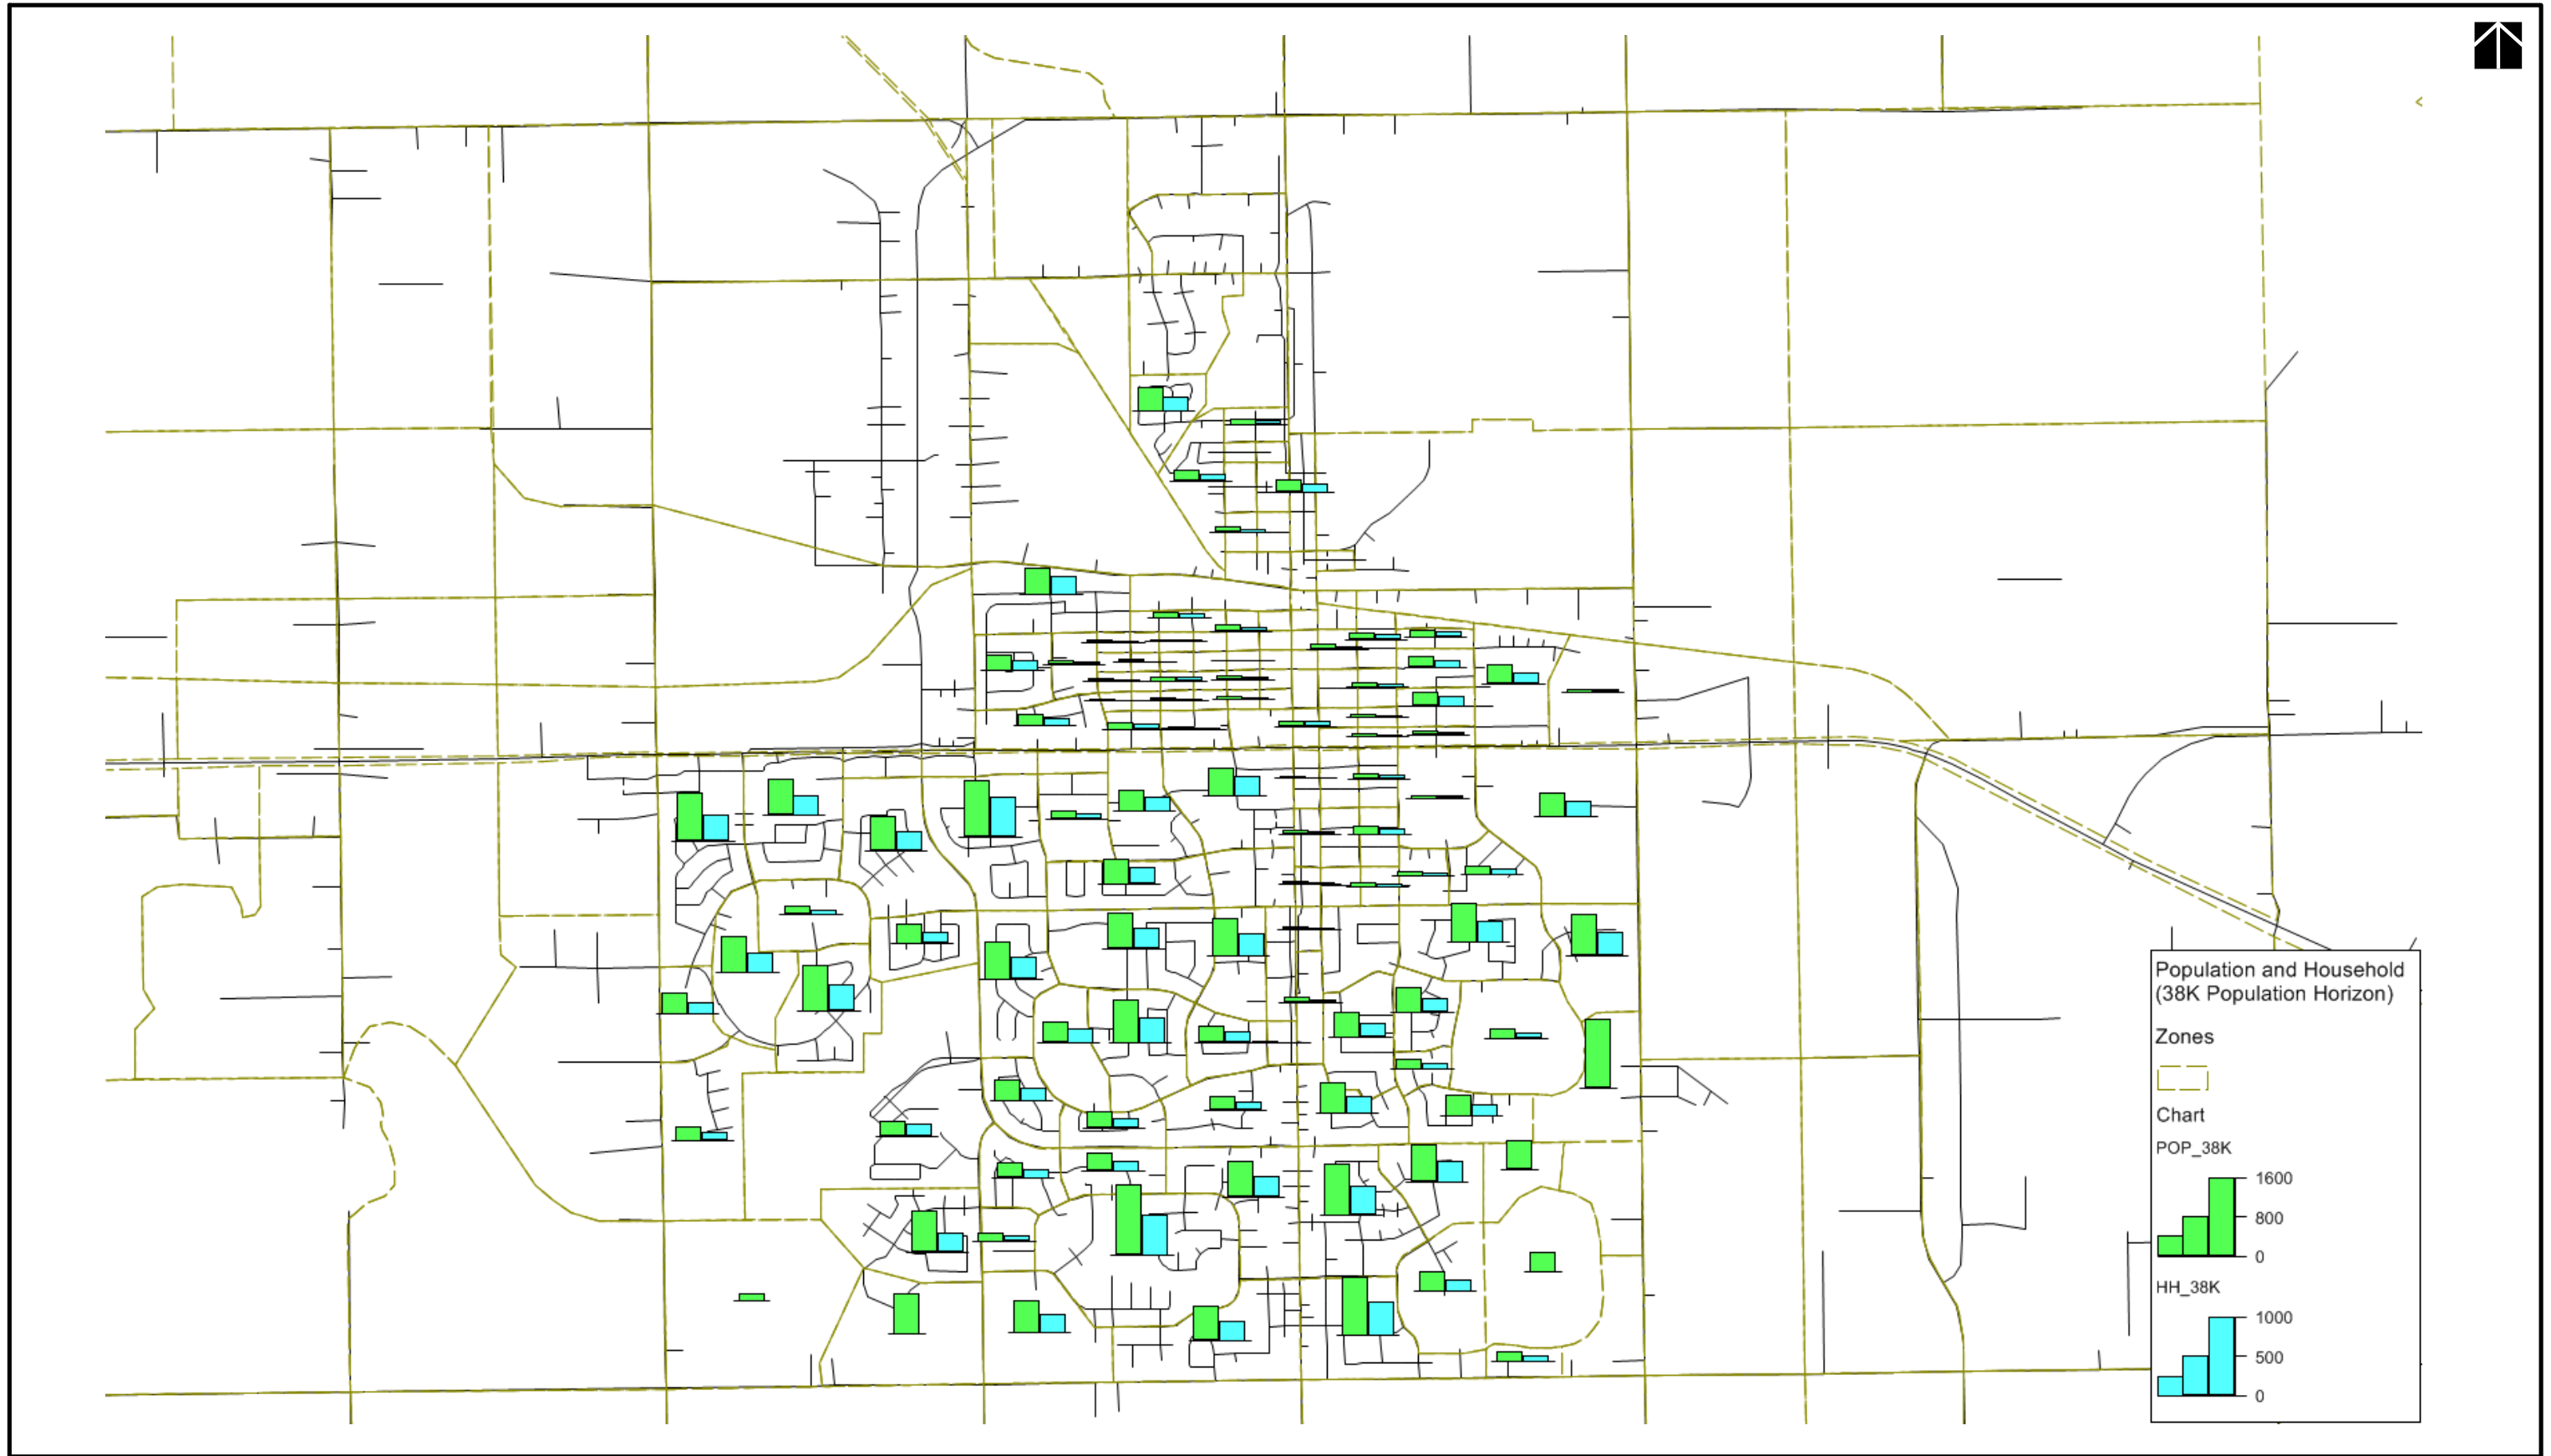 Population and Household
(38K Population Horizon)
Zones
Chart
POP_38K
1600
800
0
HH_38K
1000
500
0